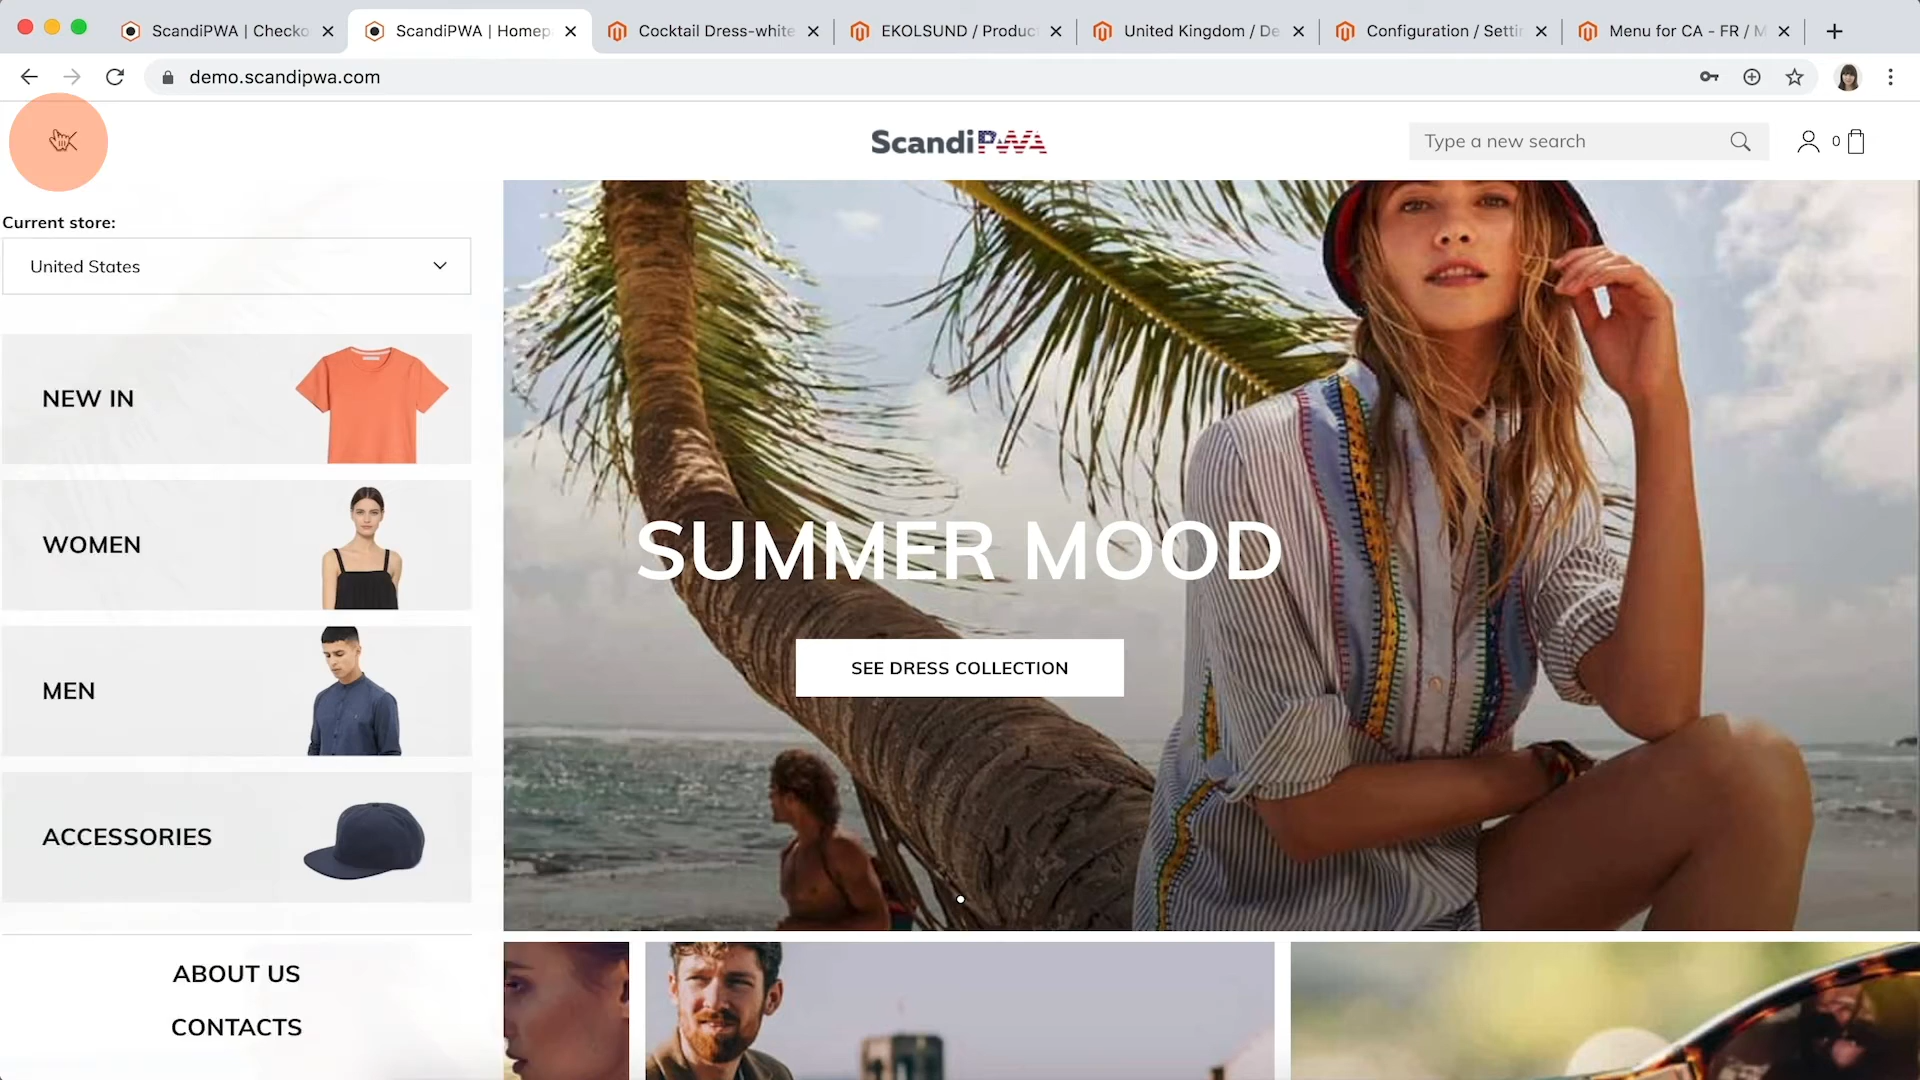 ScandiPWA | Checko
ScandiPWA | Homep
Cocktail Dress-white
EKOLSUND / Produc
United Kingdom / De
Configuration / Settin
Menu for CA - FR / M
demo.scandipwa.com
ScandiPWA
Type a new search
0
Current store:
United States
NEW IN
WOMEN
MEN
ACCESSORIES
ABOUT US
CONTACTS
SUMMER MOOD
SEE DRESS COLLECTION